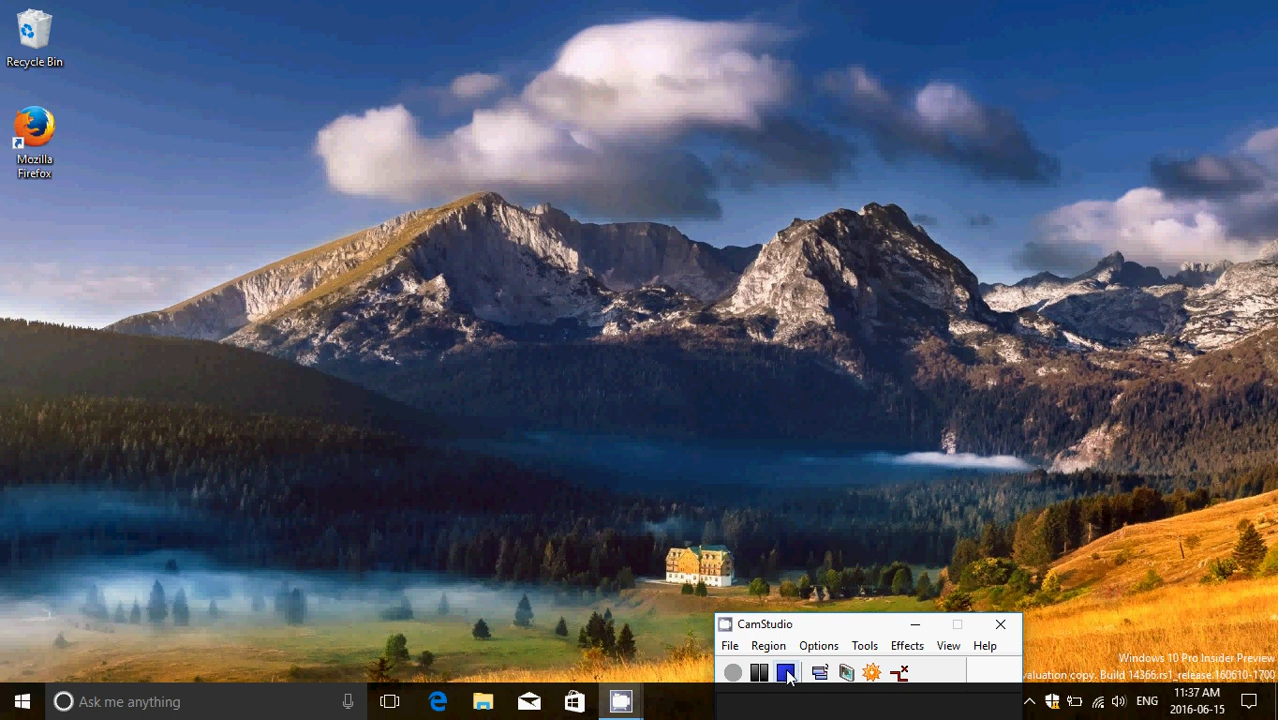 Recycle Bin
Mozilla
Firefox
CamStudio
File Region Options Tools Effects View Help
Windows 10 Pro Insider Preview
valuation copy. Build 14366.rs1_release.160610-1700
Ask me anything
ENG
11:37 AM
2016-06-15